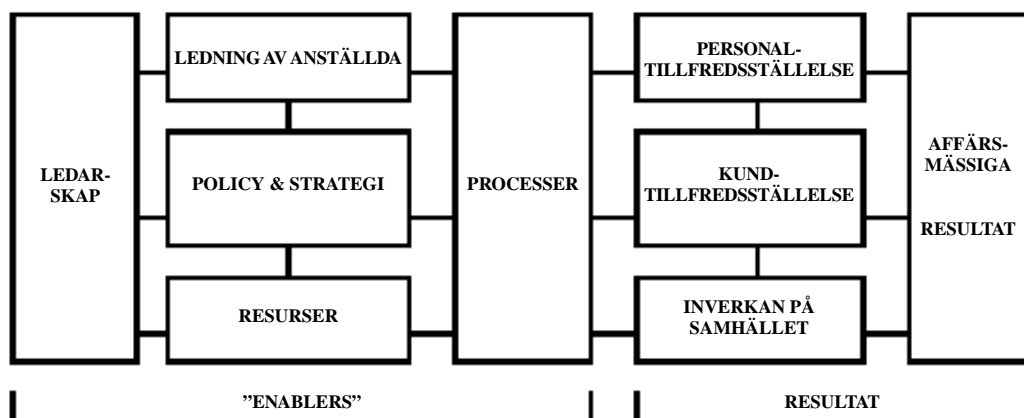 LEDAR-
SKAP
LEDNING AV ANSTÄLLDA
POLICY & STRATEGI
RESURSER
PROCESSER
PERSONAL-
TILLFREDSSTÄLLELSE
KUND-
TILLFREDSSTÄLLELSE
INVERKAN PÅ
SAMHÄLLET
AFFÄRS-
MÄSSIGA
RESULTAT
”ENABLERS”
RESULTAT